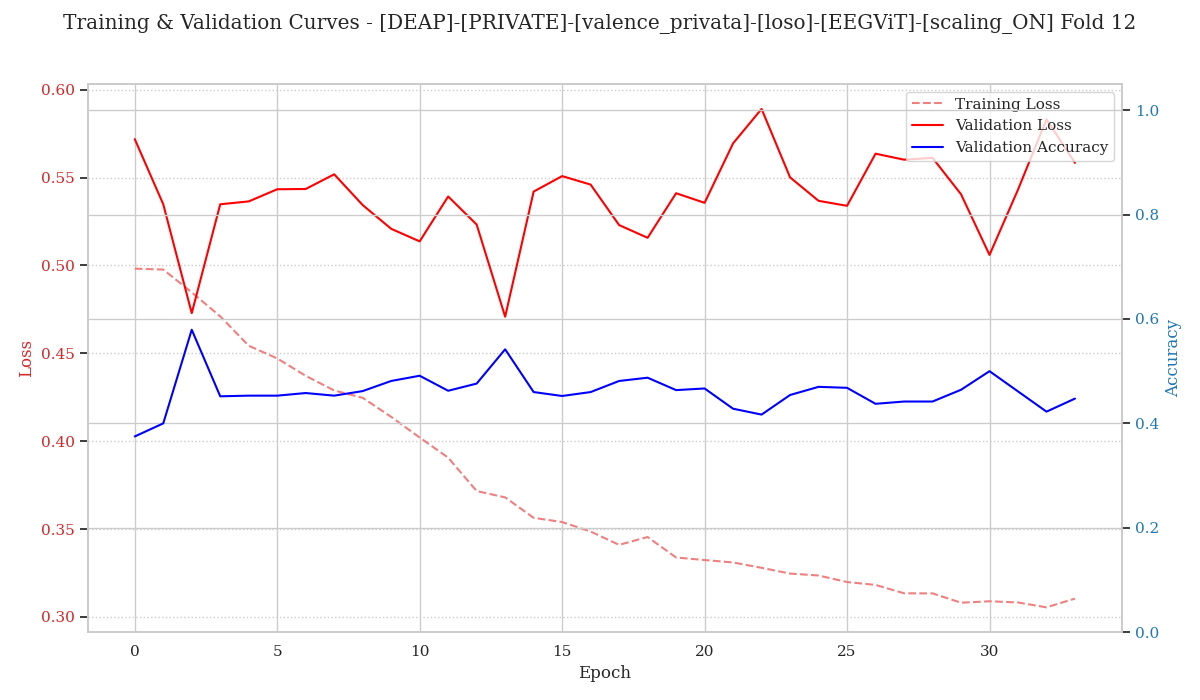 Training & Validation Curves - [DEAP]-[PRIVATE]-[valence_privata]-[loso]-[EEGViT]-[scaling_ON] Fold 12
Training Loss
Validation Loss
Validation Accuracy
0.60
0.55
0.50
0.45
0.40
0.35
0.30
Loss
1.0
0.8
0.6
0.4
0.2
0.0
Accuracy
0
5
10
15
20
25
30
Epoch